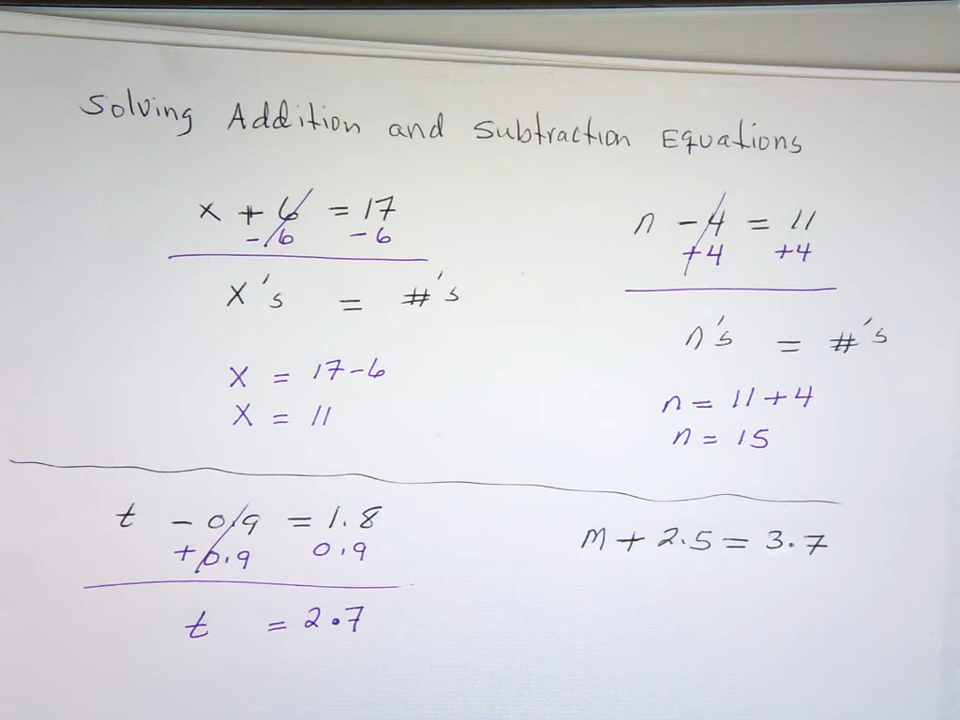 Solving Addition and Subtraction Equations
x + 6 = 17
- 6 - 6
x's = #'s
x = 17-6
x = 11
n - 4 = 11
+4 +4
n's = #'s
n = 11 + 4
n = 15
t - 0.9 = 1.8
+0.9 0.9
t = 2.7
m + 2.5 = 3.7